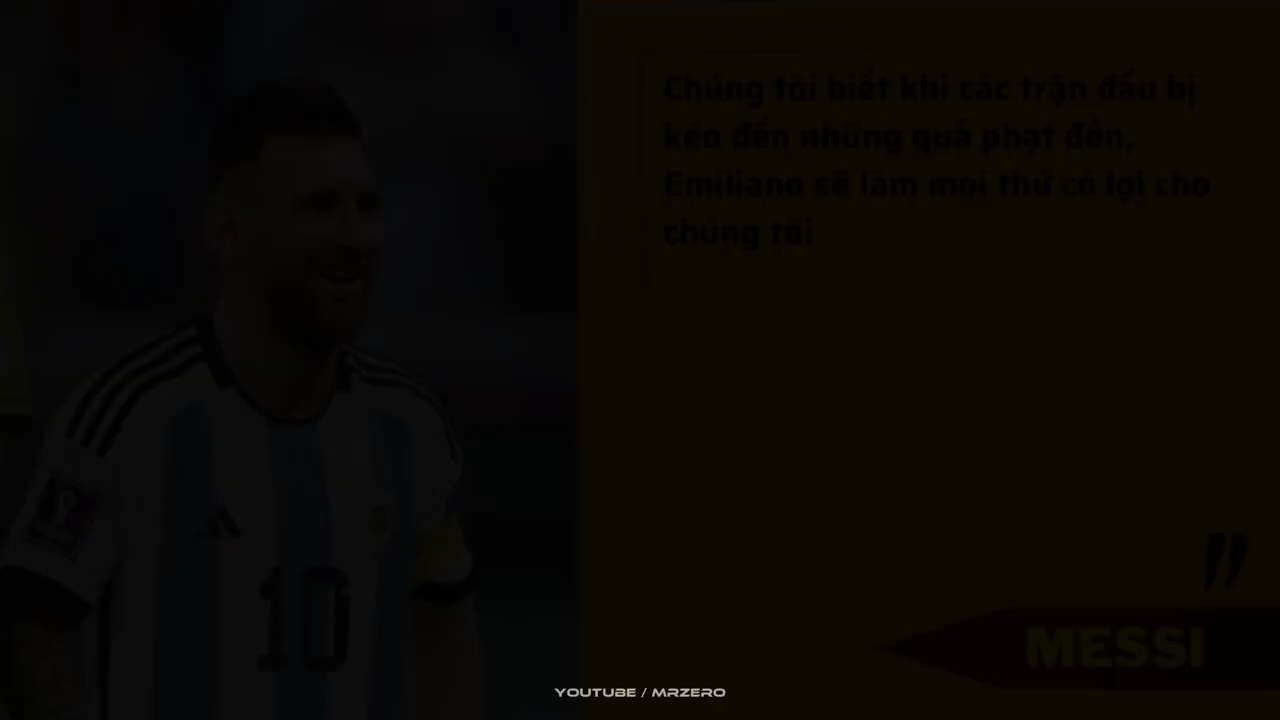 Chúng tôi biết khi các trận đấu bị
kéo đến những quả phạt đền,
Emiliano sẽ làm mọi thứ có lợi cho
chúng tôi
"
10
MESSI
YOUTUBE / MRZERO